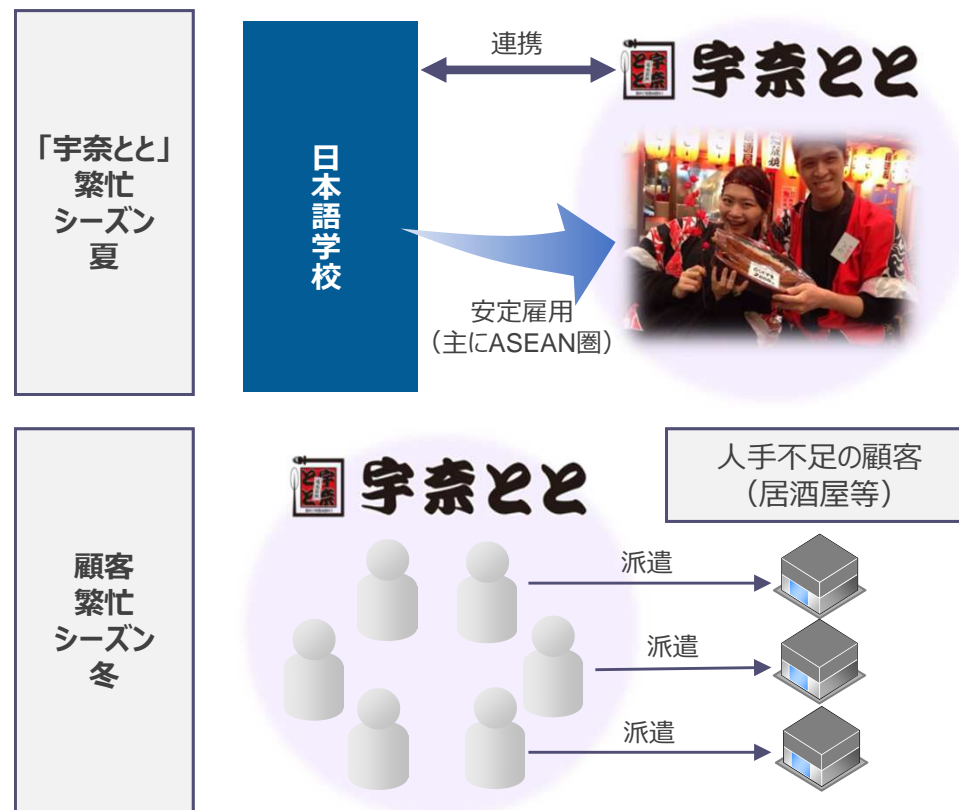 「宇奈とと」
繁忙
シーズン
夏
日本語学校
連携
宇奈とと
安定雇用
（主にASEAN圏）
顧客
繁忙
シーズン
冬
宇奈とと
人手不足の顧客
（居酒屋等）
派遣
派遣
派遣